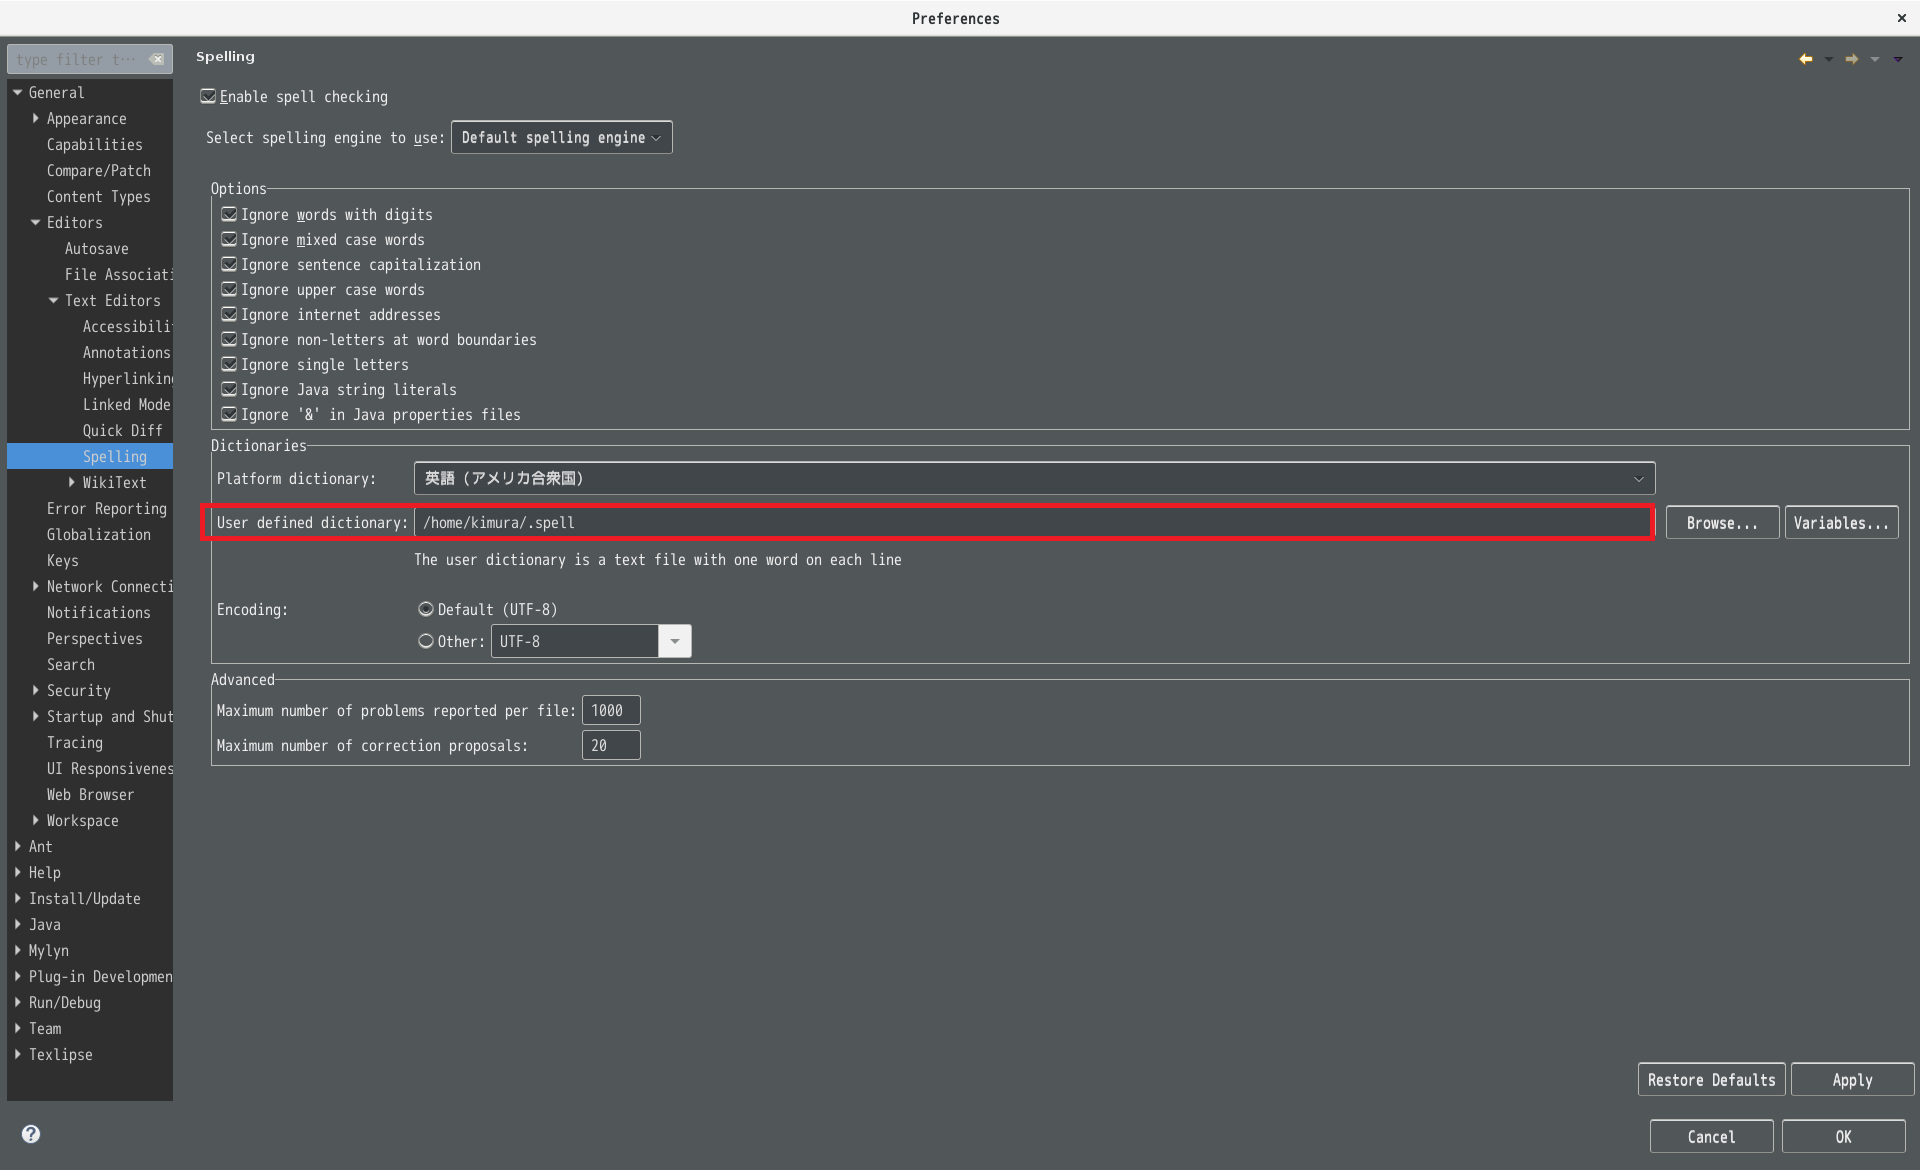 Preferences
type filter t…
Spelling
General
Appearance
Capabilities
Compare/Patch
Content Types
Editors
Autosave
File Associati
Text Editors
Accessibilit
Annotations
Hyperlinking
Linked Mode
Quick Diff
Spelling
WikiText
Error Reporting
Globalization
Keys
Network Connecti
Notifications
Perspectives
Search
Security
Startup and Shut
Tracing
UI Responsivenes
Web Browser
Workspace
Ant
Help
Install/Update
Java
Mylyn
Plug-in Developmen
Run/Debug
Team
Texlipse
Enable spell checking
Select spelling engine to use: Default spelling engine
Options
Ignore words with digits
Ignore mixed case words
Ignore sentence capitalization
Ignore upper case words
Ignore internet addresses
Ignore non-letters at word boundaries
Ignore single letters
Ignore Java string literals
Ignore '&' in Java properties files
Dictionaries
Platform dictionary: 英語 (アメリカ合衆国)
User defined dictionary: /home/kimura/.spell Browse... Variables...
The user dictionary is a text file with one word on each line
Encoding: Default (UTF-8)
Other: UTF-8
Advanced
Maximum number of problems reported per file: 1000
Maximum number of correction proposals: 20
Restore Defaults Apply
Cancel OK